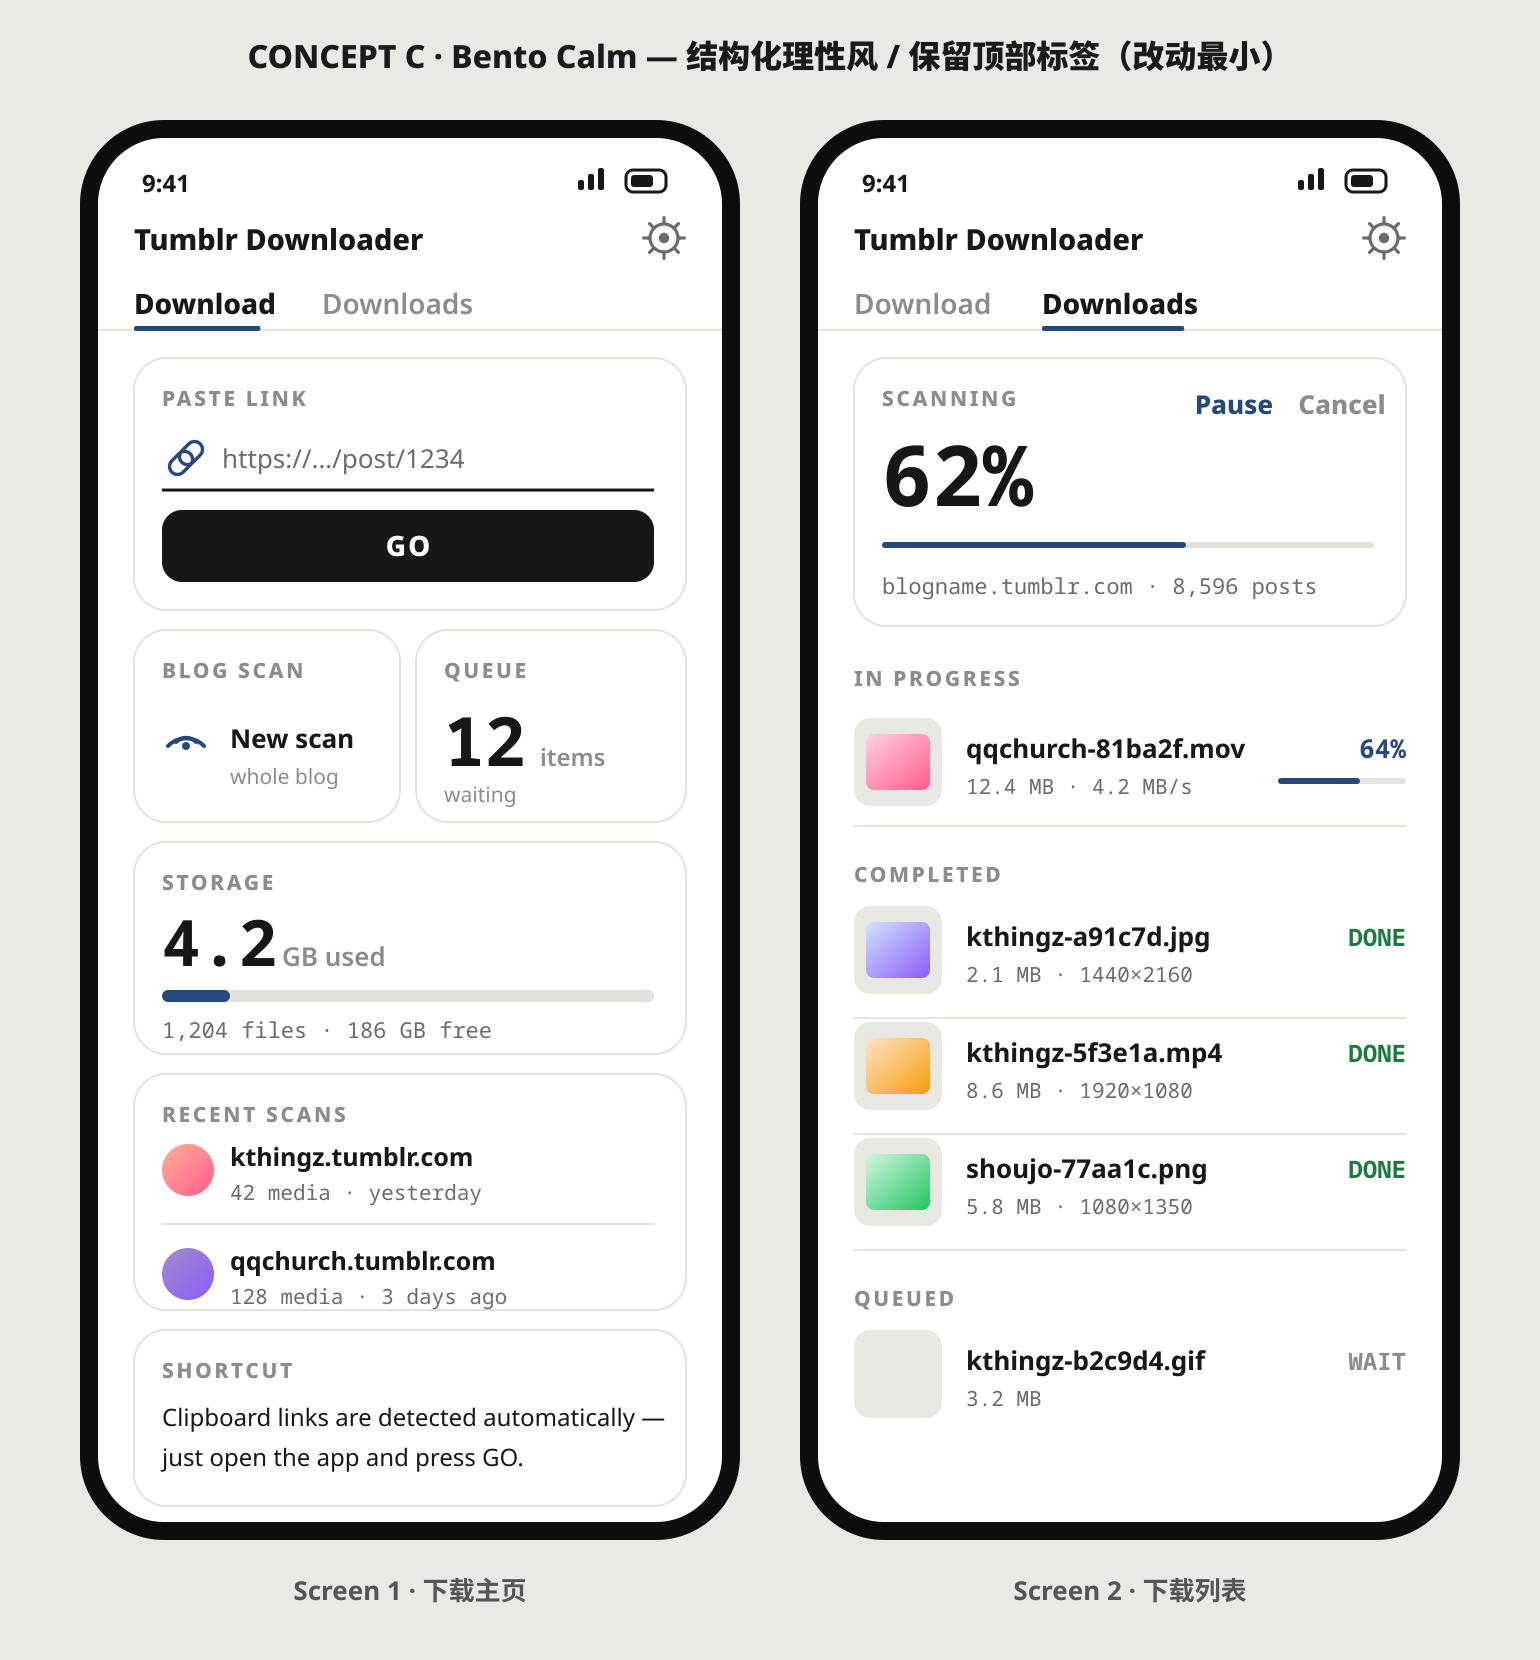 CONCEPT C · Bento Calm — 结构化理性风 / 保留顶部标签（改动最小）
9:41
Tumblr Downloader
Download Downloads
PASTE LINK
https://.../post/1234
GO
BLOG SCAN
New scan
whole blog
QUEUE
12 items
waiting
STORAGE
4.2 GB used
1,204 files · 186 GB free
RECENT SCANS
kthingz.tumblr.com
42 media · yesterday
qqchurch.tumblr.com
128 media · 3 days ago
SHORTCUT
Clipboard links are detected automatically —
just open the app and press GO.
Screen 1 · 下载主页
9:41
Tumblr Downloader
Download Downloads
SCANNING
Pause Cancel
62%
blogname.tumblr.com · 8,596 posts
IN PROGRESS
qqchurch-81ba2f.mov 64%
12.4 MB · 4.2 MB/s
COMPLETED
kthingz-a91c7d.jpg DONE
2.1 MB · 1440×2160
kthingz-5f3e1a.mp4 DONE
8.6 MB · 1920×1080
shoujo-77aa1c.png DONE
5.8 MB · 1080×1350
QUEUED
kthingz-b2c9d4.gif WAIT
3.2 MB
Screen 2 · 下载列表